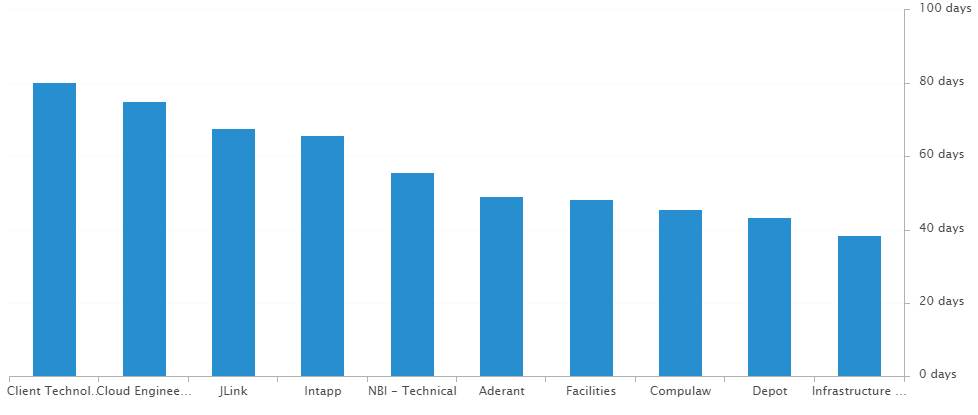 100 days
80 days
60 days
40 days
20 days
0 days
Client Technol... Cloud Enginee... JLink Intapp NBI - Technical Aderant Facilities Compulaw Depot Infrastructure ...